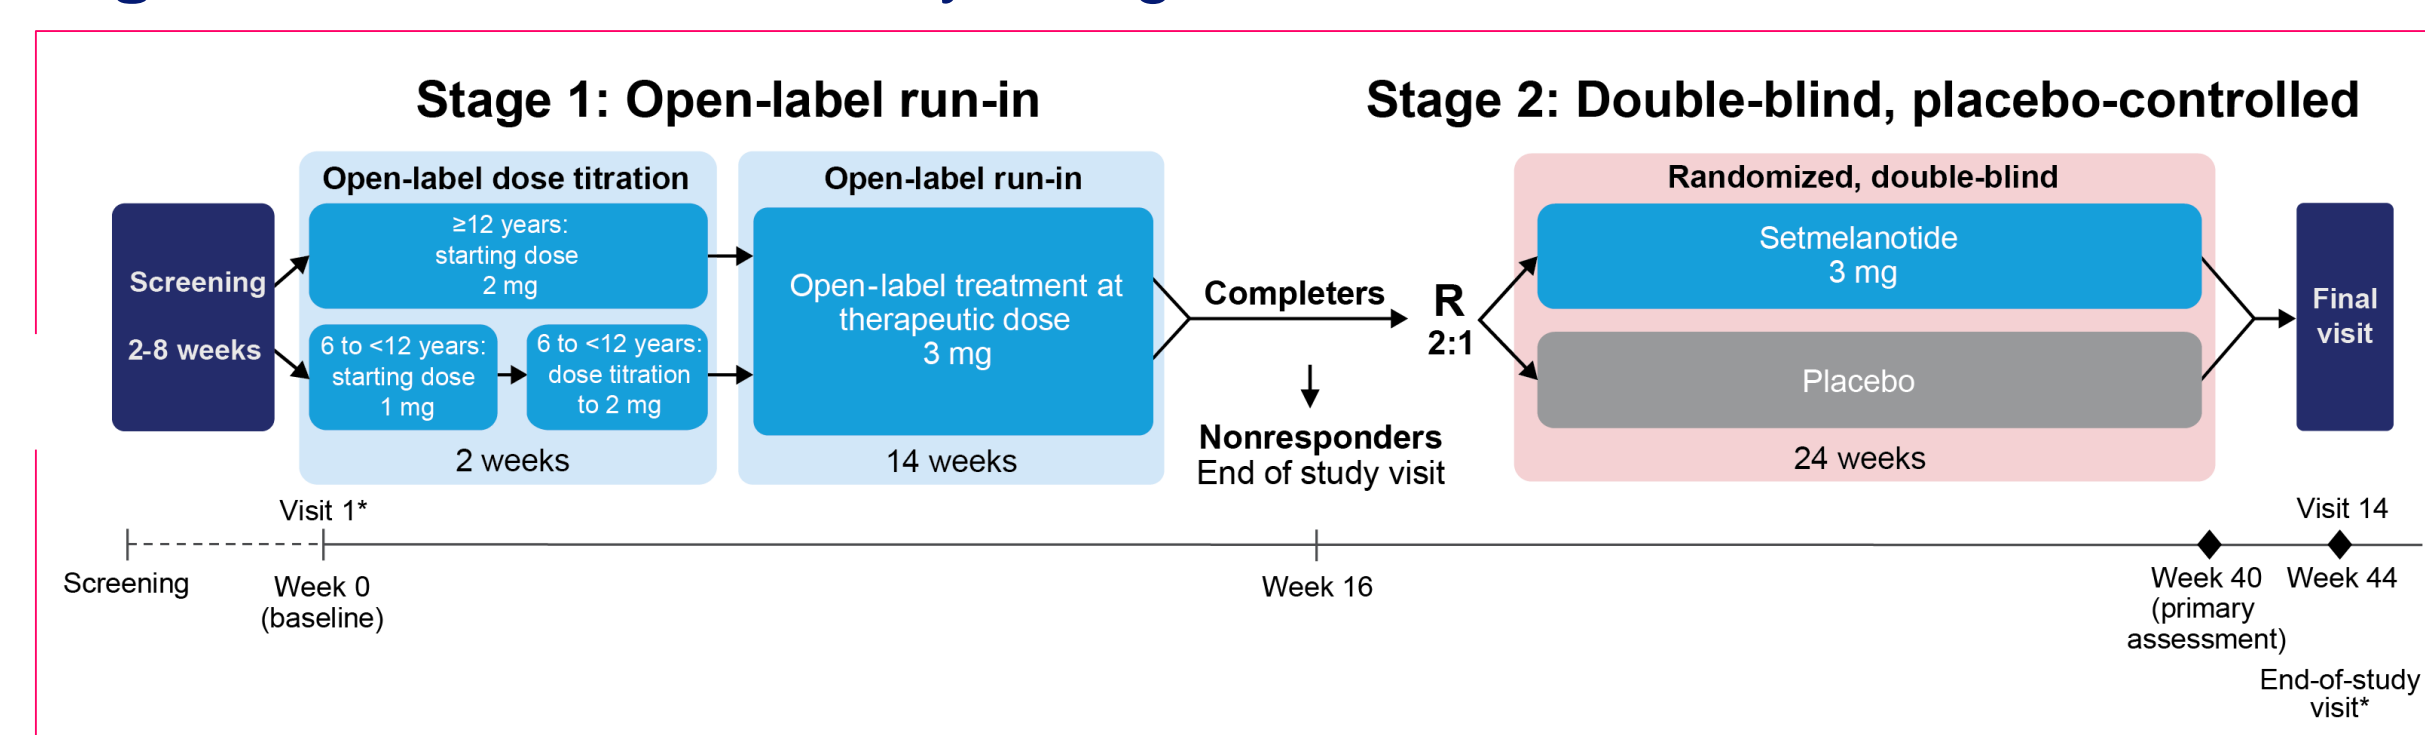 Stage 1: Open-label run-in
Stage 2: Double-blind, placebo-controlled
Open-label dose titration
Open-label run-in
Randomized, double-blind
Screening
2-8 weeks
≥12 years:
starting dose
2 mg
6 to <12 years:
starting dose
1 mg
6 to <12 years:
dose titration
to 2 mg
2 weeks
Open-label treatment at
therapeutic dose
3 mg
14 weeks
Completers
Nonresponders
End of study visit
R
2:1
Setmelanotide
3 mg
Placebo
24 weeks
Final
visit
Visit 1*
Visit 14
Screening
Week 0
(baseline)
Week 16
Week 40
(primary
assessment)
Week 44
End-of-study
visit*